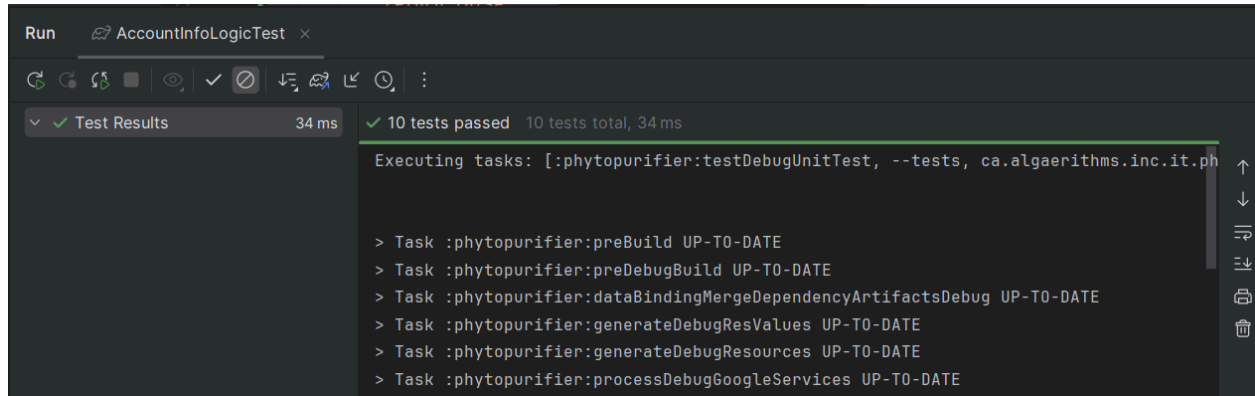 Run AccountInfoLogicTest
Test Results 34 ms
10 tests passed 10 tests total, 34 ms
Executing tasks: [:phytopurifier:testDebugUnitTest, --tests, ca.algaerithms.inc.it.ph
> Task :phytopurifier:preBuild UP-TO-DATE
> Task :phytopurifier:preDebugBuild UP-TO-DATE
> Task :phytopurifier:dataBindingMergeDependencyArtifactsDebug UP-TO-DATE
> Task :phytopurifier:generateDebugResValues UP-TO-DATE
> Task :phytopurifier:generateDebugResources UP-TO-DATE
> Task :phytopurifier:processDebugGoogleServices UP-TO-DATE